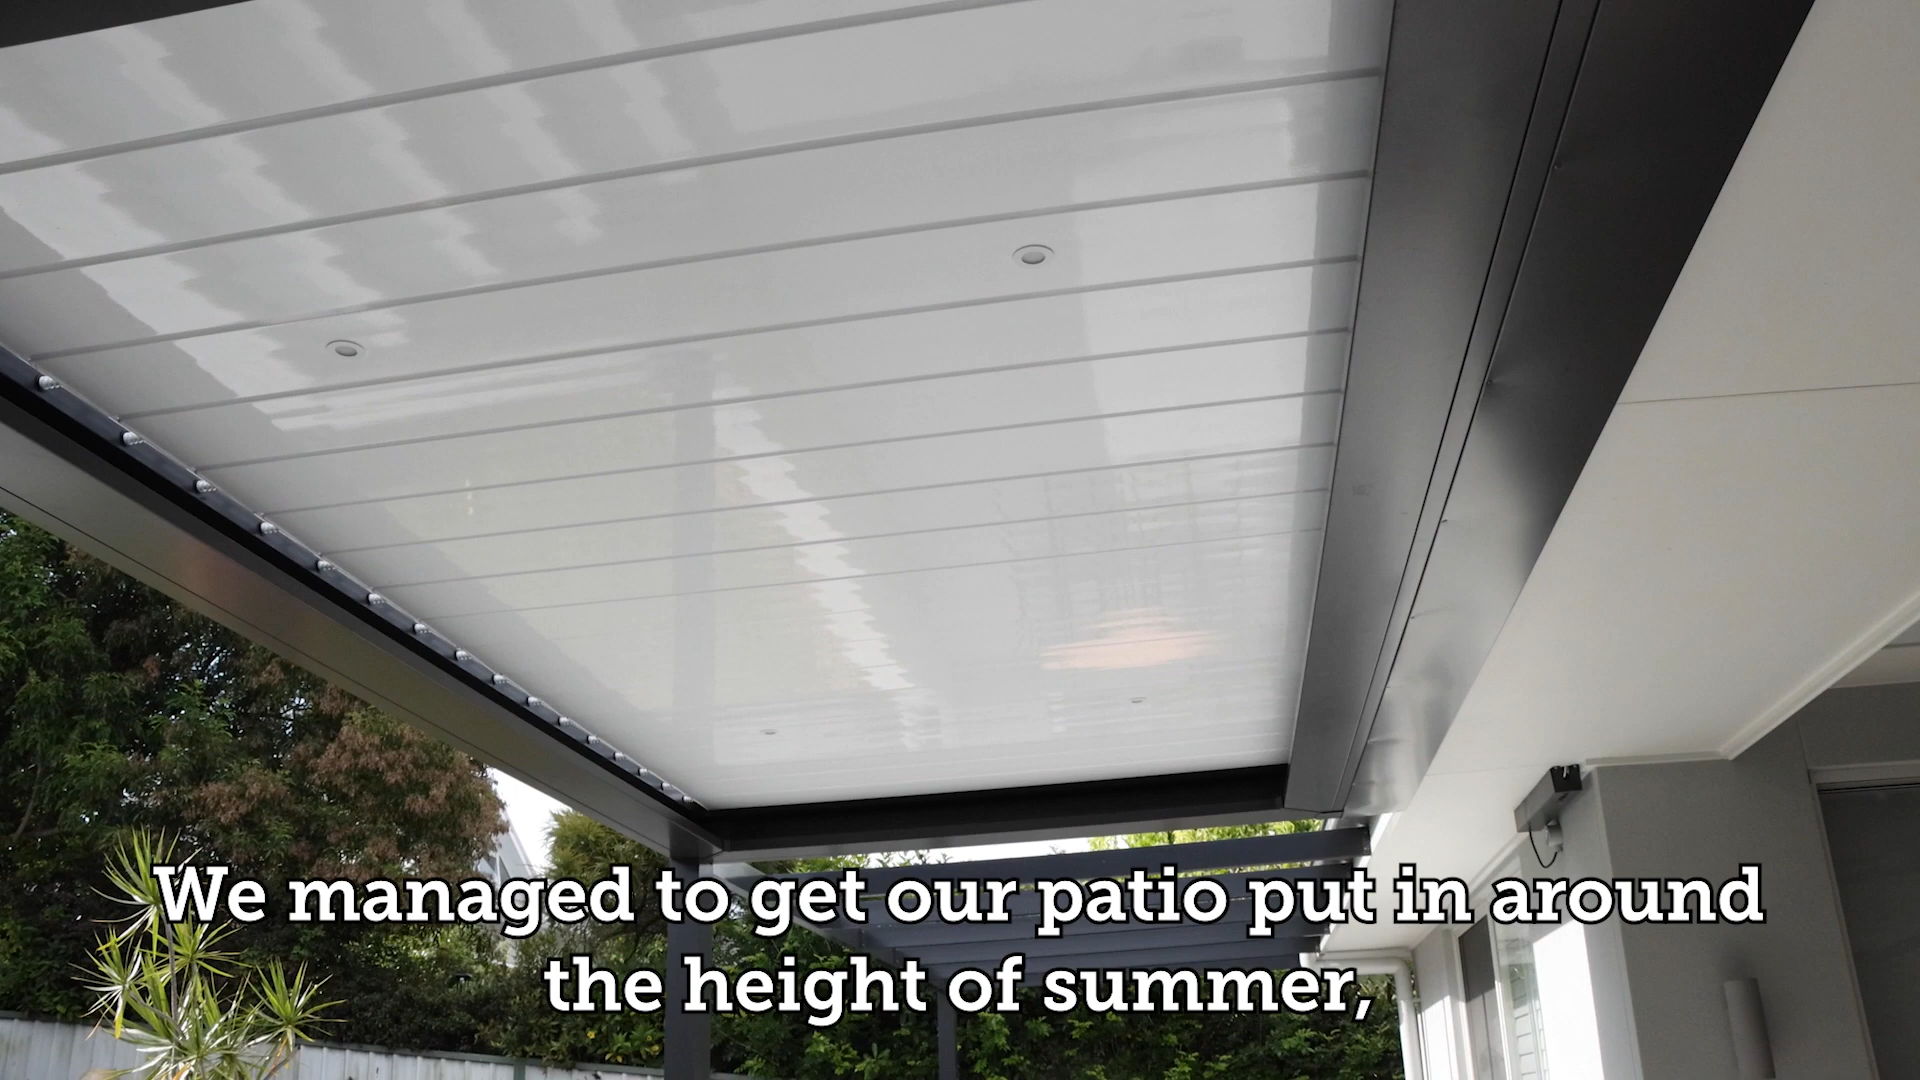 We managed to get our patio put in around
the height of summer,